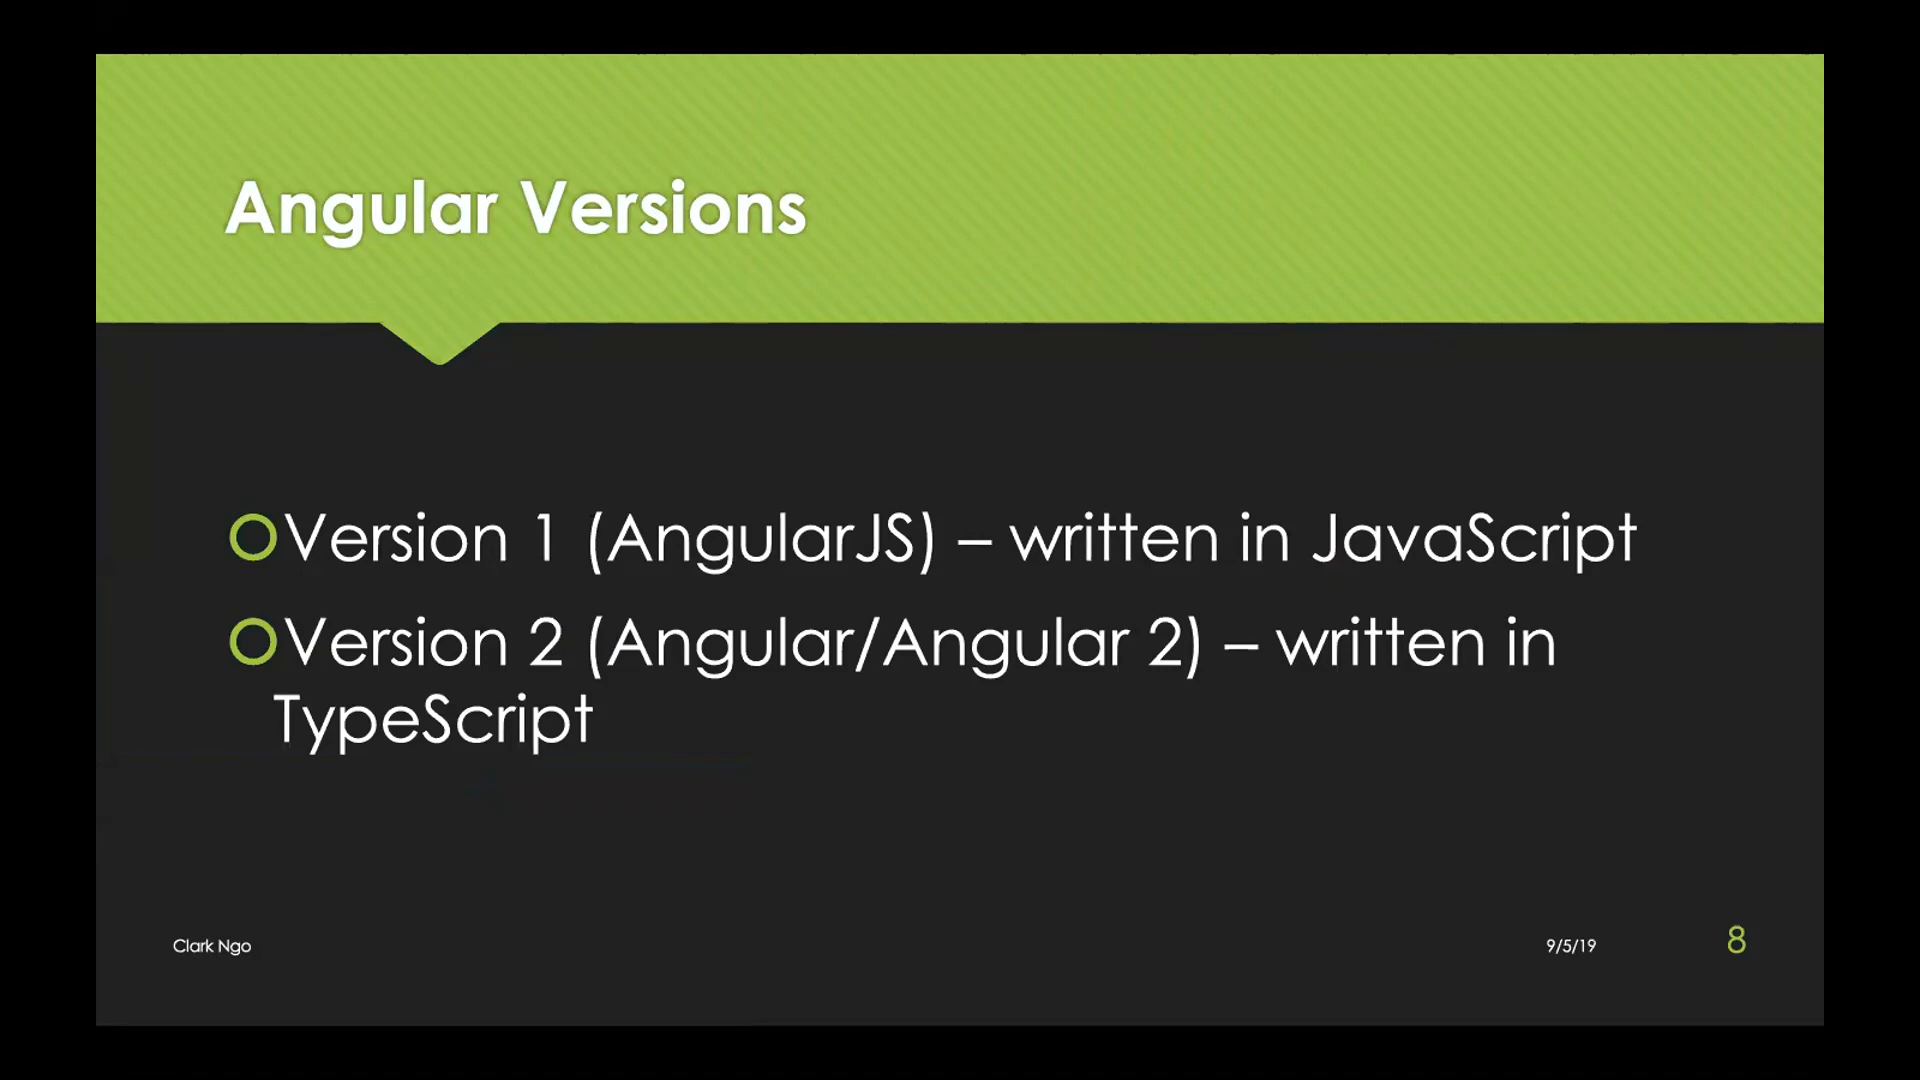 Angular Versions
Version 1 (AngularJS) – written in JavaScript
Version 2 (Angular/Angular 2) – written in
TypeScript
Clark Ngo
9/5/19
8